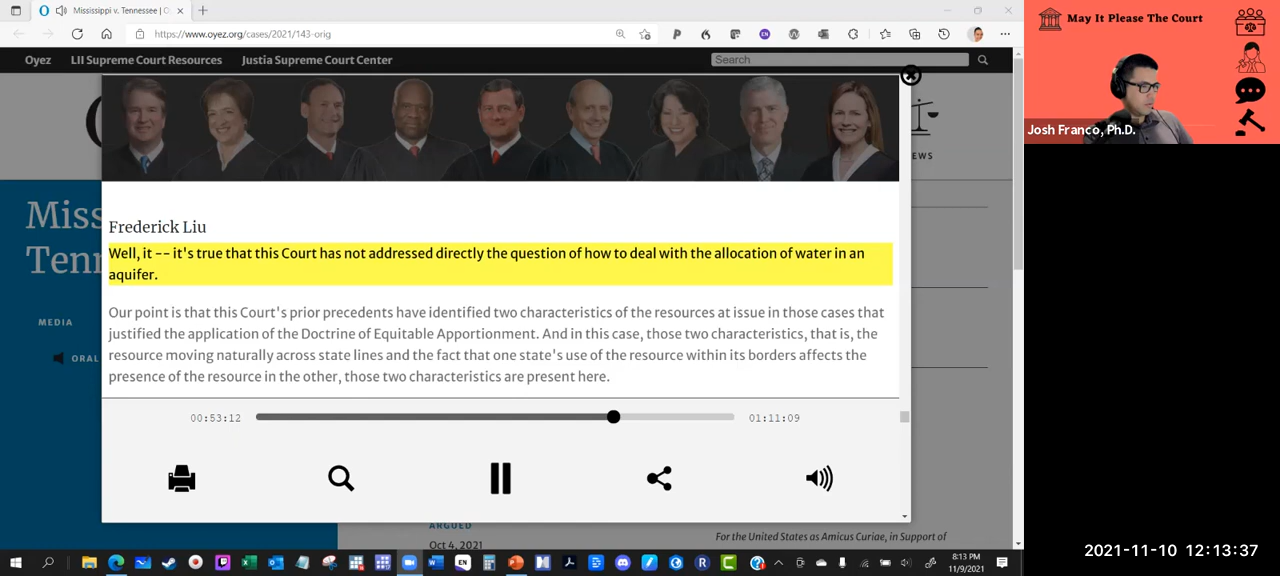 Mississippi v. Tennessee | O
https://www.oyez.org/cases/2021/143-orig
EN
Oyez
LII Supreme Court Resources
Justia Supreme Court Center
Search
EWS
Miss
Tenn
MEDIA
ORAL
Frederick Liu
Well, it -- it's true that this Court has not addressed directly the question of how to deal with the allocation of water in an
aquifer.
Our point is that this Court's prior precedents have identified two characteristics of the resources at issue in those cases that
justified the application of the Doctrine of Equitable Apportionment. And in this case, those two characteristics, that is, the
resource moving naturally across state lines and the fact that one state's use of the resource within its borders affects the
presence of the resource in the other, those two characteristics are present here.
00:53:12
01:11:09
ARGUED
Oct 4, 2021
For the United States as Amicus Curiae, in Support of
EN
8:13 PM
11/9/2021
May It Please The Court
Josh Franco, Ph.D.
2021-11-10 12:13:37